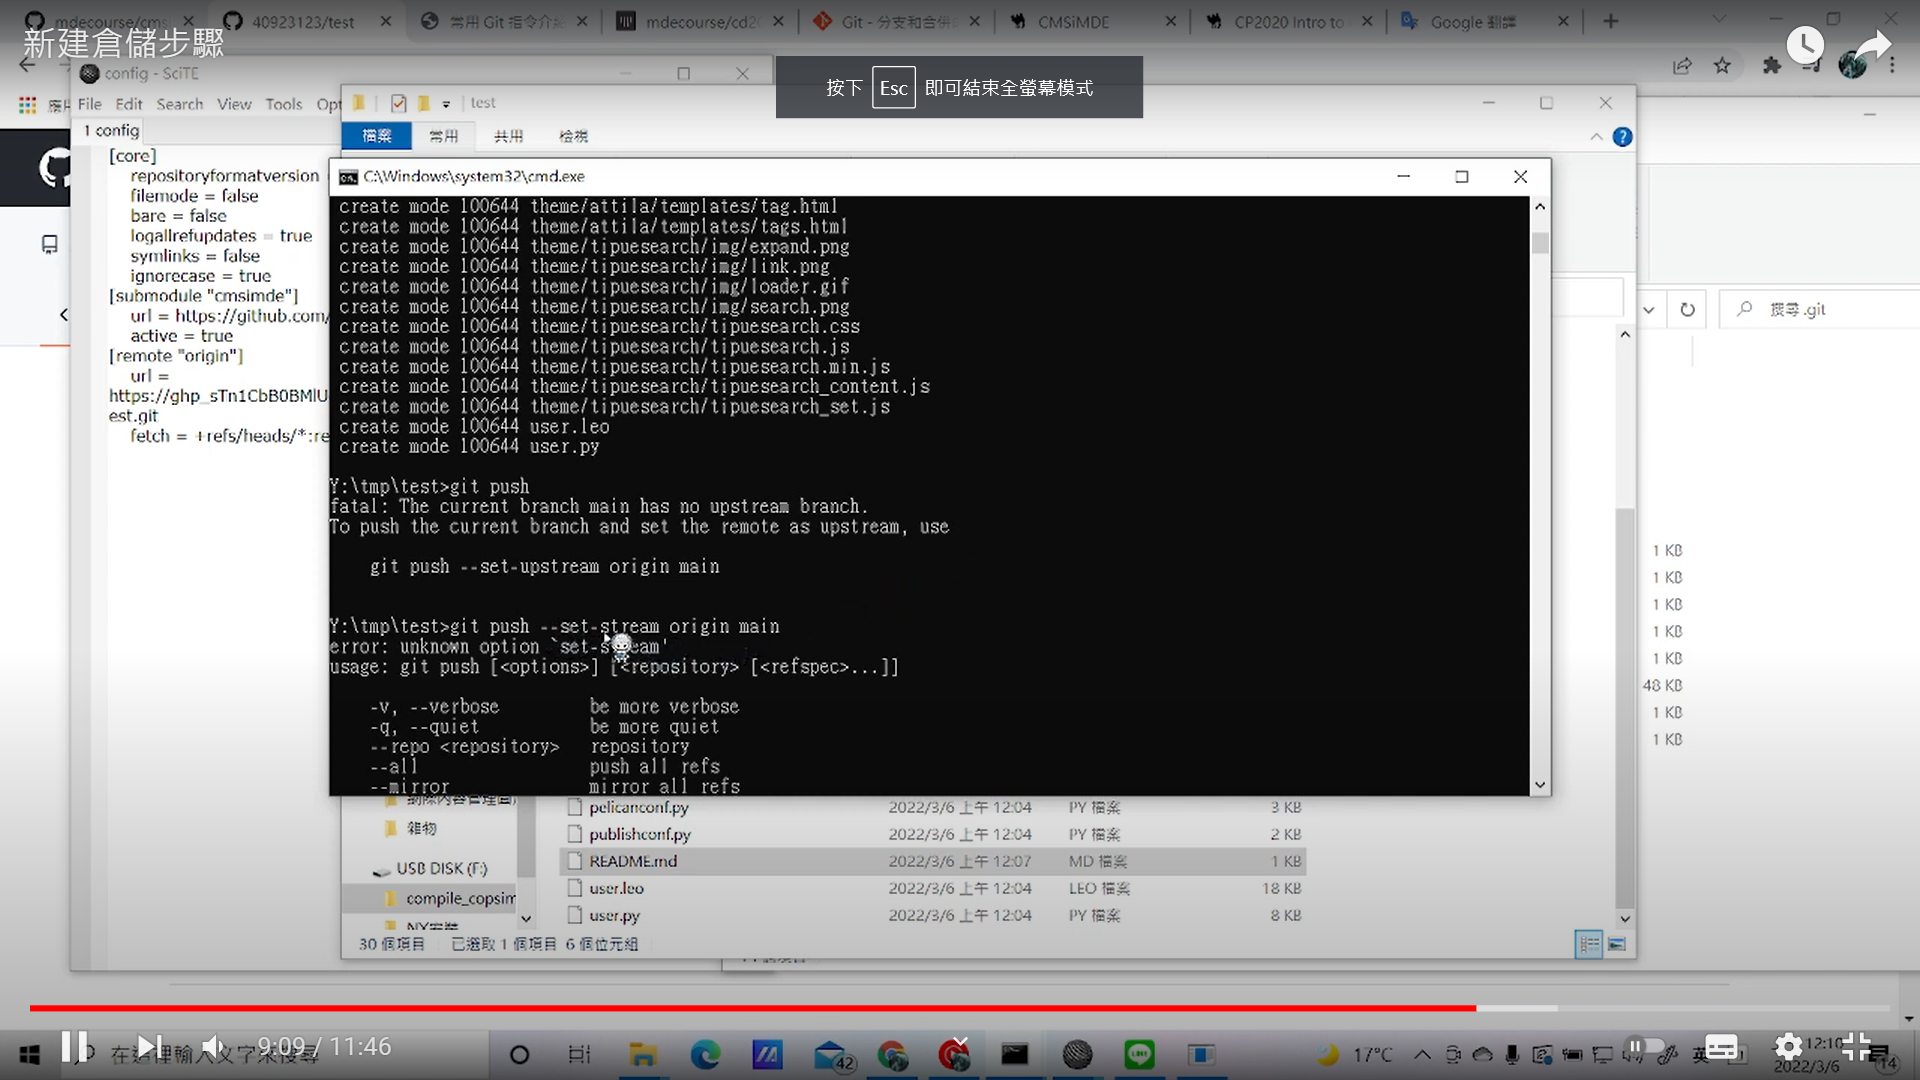 mdecourse/cms
40923123/test
常用 Git 指令介
mdecourse/cd2
Git - 分支和合併
CMSiMDE
CP2020 Intro to
Google 翻譯
新建倉儲步驟
config - SciTE
按下 Esc 即可結束全螢幕模式
File Edit Search View Tools Opt
test
1 config
檔案 常用 共用 檢視
[core]
repositoryformatversion
filemode = false
bare = false
logallrefupdates = true
symlinks = false
ignorecase = true
[submodule "cmsimde"]
url = https://github.com/
active = true
[remote "origin"]
url =
https://ghp_sTn1CbB0BMlU
est.git
fetch = +refs/heads/*:re
C:\Windows\system32\cmd.exe
create mode 100644 theme/attila/templates/tag.html
create mode 100644 theme/attila/templates/tags.html
create mode 100644 theme/tipuesearch/img/expand.png
create mode 100644 theme/tipuesearch/img/link.png
create mode 100644 theme/tipuesearch/img/loader.gif
create mode 100644 theme/tipuesearch/img/search.png
create mode 100644 theme/tipuesearch/tipuesearch.css
create mode 100644 theme/tipuesearch/tipuesearch.js
create mode 100644 theme/tipuesearch/tipuesearch.min.js
create mode 100644 theme/tipuesearch/tipuesearch_content.js
create mode 100644 theme/tipuesearch/tipuesearch_set.js
create mode 100644 user.leo
create mode 100644 user.py
Y:\tmp\test>git push
fatal: The current branch main has no upstream branch.
To push the current branch and set the remote as upstream, use
git push --set-upstream origin main
Y:\tmp\test>git push --set-stream origin main
error: unknown option `set-stream'
usage: git push [<options>] [<repository> [<refspec>...]]
-v, --verbose be more verbose
-q, --quiet be more quiet
--repo <repository> repository
--all push all refs
--mirror mirror all refs
搜尋 .git
1 KB
1 KB
1 KB
1 KB
1 KB
48 KB
1 KB
1 KB
雜物
USB DISK (F:)
compile_copsim
pelicanconf.py 2022/3/6 上午 12:04 PY 檔案 3 KB
publishconf.py 2022/3/6 上午 12:04 PY 檔案 2 KB
README.md 2022/3/6 上午 12:07 MD 檔案 1 KB
user.leo 2022/3/6 上午 12:04 LEO 檔案 18 KB
user.py 2022/3/6 上午 12:04 PY 檔案 8 KB
30 個項目 已選取 1 個項目 6 個位元組
在這裡輸入文字來搜尋
9:09 / 11:46
42
17°C
英
12:10
2022/3/6
14